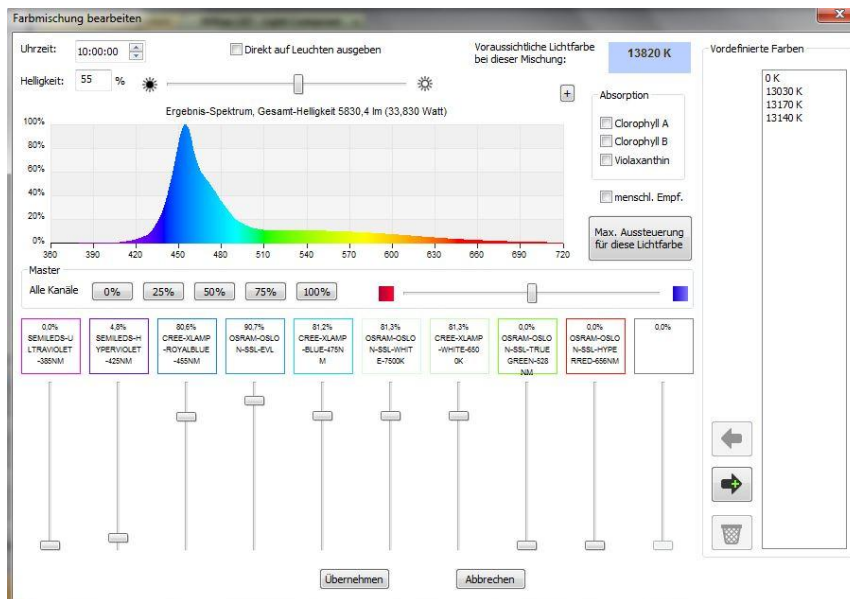 Farbmischung bearbeiten
Uhrzeit: 10:00:00
Direkt auf Leuchten ausgeben
Voraussichtliche Lichtfarbe
bei dieser Mischung:
13820 K
Helligkeit: 55 %
+
Ergebnis-Spektrum, Gesamt-Helligkeit 5830,4 lm (33,830 Watt)
100%
80%
60%
40%
20%
0%
360 390 420 450 480 510 540 570 600 630 660 690 720
Absorption
Clorophyll A
Clorophyll B
Violaxanthin
menschl. Empf.
Max. Aussteuerung
für diese Lichtfarbe
Master
Alle Kanäle 0% 25% 50% 75% 100%
0,0%
SEMILEDS-U
LTRAVIOLET
-385NM
4,8%
SEMILEDS-H
YPERVIOLET
-425NM
80,6%
CREE-XLAMP
-ROYALBLUE
-455NM
90,7%
OSRAM-OSLO
N-SSL-EVL
81,2%
CREE-XLAMP
-BLUE-475N
M
81,3%
OSRAM-OSLO
N-SSL-WHIT
E-7500K
81,3%
CREE-XLAMP
-WHITE-650
0K
0,0%
OSRAM-OSLO
N-SSL-TRUE
GREEN-528
NM
0,0%
OSRAM-OSLO
N-SSL-HYPE
RRED-656NM
0,0%
Übernehmen
Abbrechen
Vordefinierte Farben
0 K
13030 K
13170 K
13140 K